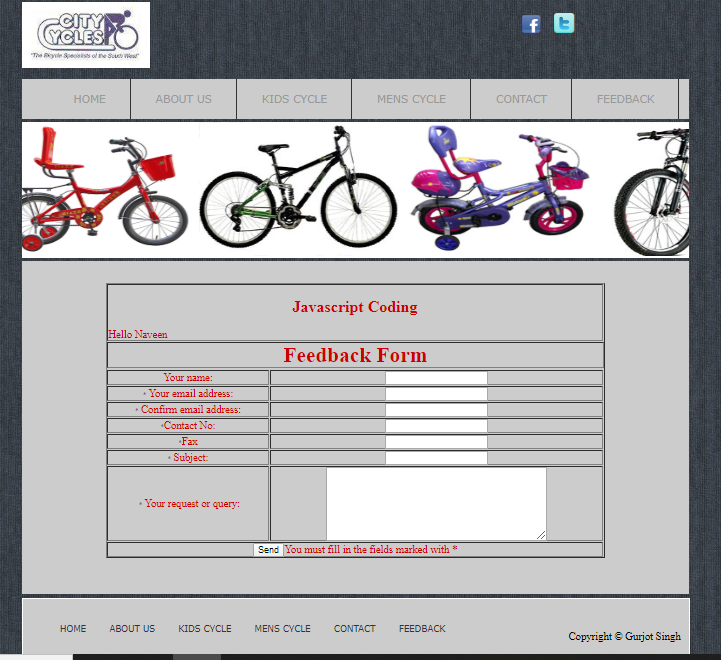 CITY
CYCLES
"The Bicycle Specialists of the South West"
HOME ABOUT US KIDS CYCLE MENS CYCLE CONTACT FEEDBACK
Javascript Coding
Hello Naveen
Feedback Form
Your name:
* Your email address:
* Confirm email address:
*Contact No:
*Fax
* Subject:
* Your request or query:
Send You must fill in the fields marked with *
HOME ABOUT US KIDS CYCLE MENS CYCLE CONTACT FEEDBACK
Copyright © Gurjot Singh